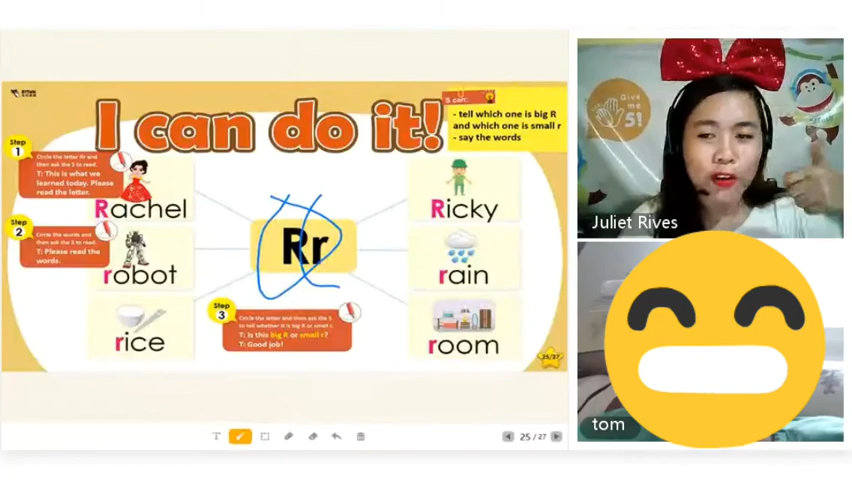 I can do it!
S can:
- tell which one is big R
and which one is small r
- say the words
Step
1
Circle the letter Rr and
then ask the S to read.
T: This is what we
learned today. Please
read the letter.
Rachel
Step
2
Circle the words and
then ask the S to read.
T: Please read the
words.
robot
rice
Rr
Step
3
Circle the letter and then ask the S
to tell whether it is big R or small r.
T: Is this big R or small r?
T: Good job!
Ricky
rain
room
25/27
T
25 / 27
Give
me
5!
Juliet Rives
tom